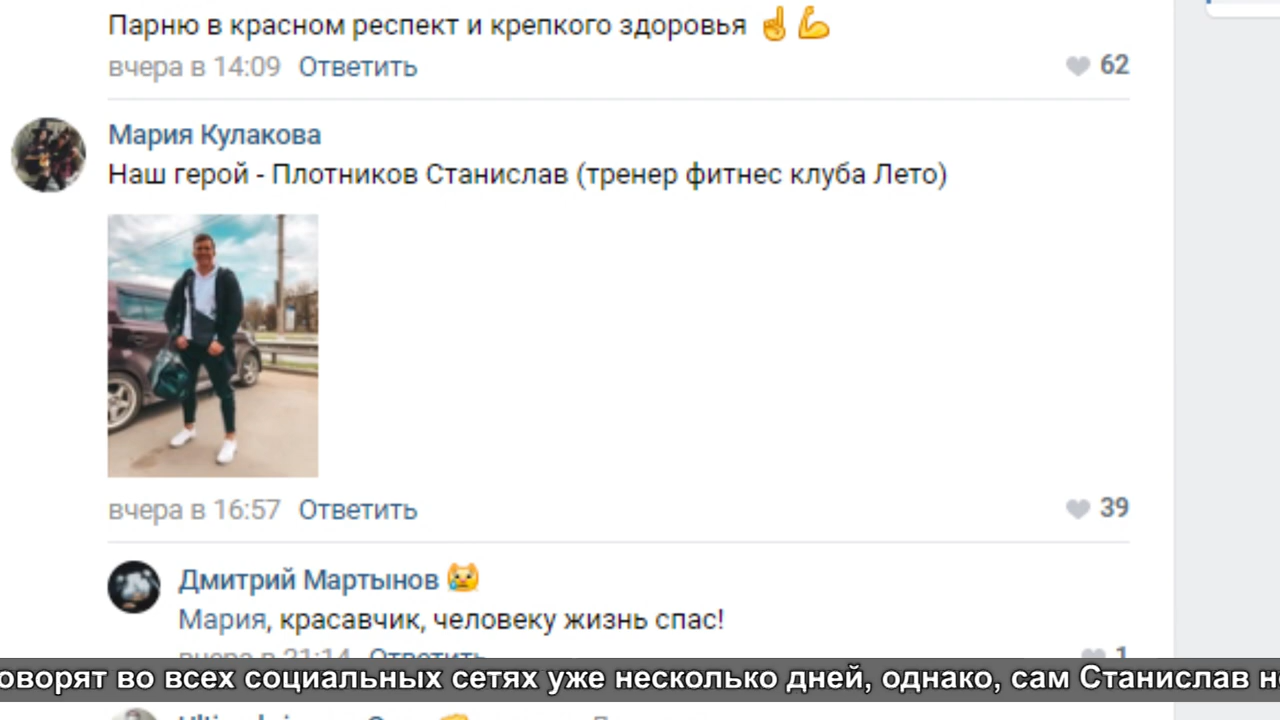 Парню в красном респект и крепкого здоровья ☝💪
вчера в 14:09 Ответить 62
Мария Кулакова
Наш герой - Плотников Станислав (тренер фитнес клуба Лето)
вчера в 16:57 Ответить 39
Дмитрий Мартынов 😿
Мария, красавчик, человеку жизнь спас!
вчера в 21:14 Ответить 1
оворят во всех социальных сетях уже несколько дней, однако, сам Станислав н